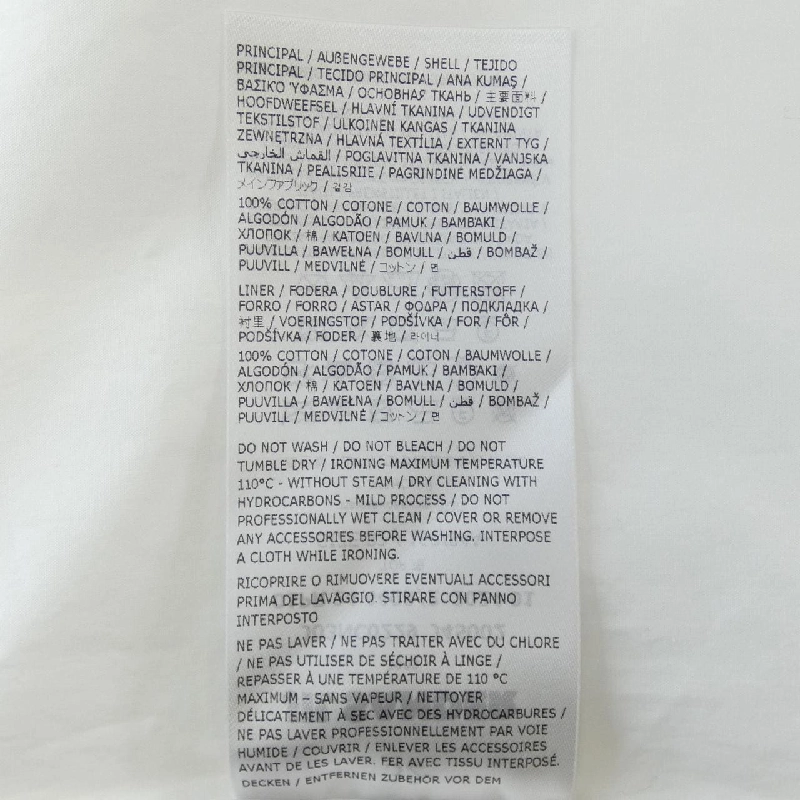 PRINCIPAL / AUßENGEWEBE / SHELL / TEJIDO
PRINCIPAL / TECIDO PRINCIPAL / ANA KUMAŞ /
ΒΑΣΙΚΌ ΎΦΑΣΜΑ / ОСНОВНАЯ ТКАНЬ / 主要面料 /
HOOFDWEEFSEL / HLAVNÍ TKANINA / UDVENDIGT
TEKSTILSTOF / ULKOINEN KANGAS / TKANINA
ZEWNĘTRZNA / HLAVNÁ TEXTÍLIA / EXTERNT TYG /
القماش الخارجي / POGLAVITNA TKANINA / VANJSKA
TKANINA / PEALISRIIE / PAGRINDINE MEDŽIAGA /
メインファブリック / 겉감
100% COTTON / COTONE / COTON / BAUMWOLLE /
ALGODÓN / ALGODÃO / PAMUK / ΒΑΜΒΑΚΙ /
ХЛОПОК / 棉 / KATOEN / BAVLNA / BOMULD /
PUUVILLA / BAWEŁNA / BOMULL / قطن / BOMBAŽ /
PUUVILL / MEDVILNĖ / コットン / 면
LINER / FODERA / DOUBLURE / FUTTERSTOFF /
FORRO / FORRO / ASTAR / ΦΟΔΡΑ / ПОДКЛАДКА /
衬里 / VOERINGSTOF / PODŠÍVKA / FOR / FÔR /
PODŠÍVKA / FODER / 裏地 / 라이너
100% COTTON / COTONE / COTON / BAUMWOLLE /
ALGODÓN / ALGODÃO / PAMUK / ΒΑΜΒΑΚΙ /
ХЛОПОК / 棉 / KATOEN / BAVLNA / BOMULD /
PUUVILLA / BAWEŁNA / BOMULL / قطن / BOMBAŽ /
PUUVILL / MEDVILNĖ / コットン / 면
DO NOT WASH / DO NOT BLEACH / DO NOT
TUMBLE DRY / IRONING MAXIMUM TEMPERATURE
110°C - WITHOUT STEAM / DRY CLEANING WITH
HYDROCARBONS - MILD PROCESS / DO NOT
PROFESSIONALLY WET CLEAN / COVER OR REMOVE
ANY ACCESSORIES BEFORE WASHING. INTERPOSE
A CLOTH WHILE IRONING.
RICOPRIRE O RIMUOVERE EVENTUALI ACCESSORI
PRIMA DEL LAVAGGIO. STIRARE CON PANNO
INTERPOSTO
NE PAS LAVER / NE PAS TRAITER AVEC DU CHLORE
/ NE PAS UTILISER DE SÉCHOIR À LINGE /
REPASSER À UNE TEMPÉRATURE DE 110 °C
MAXIMUM – SANS VAPEUR / NETTOYER
DÉLICATEMENT À SEC AVEC DES HYDROCARBURES /
NE PAS LAVER PROFESSIONNELLEMENT PAR VOIE
HUMIDE / COUVRIR / ENLEVER LES ACCESSOIRES
AVANT DE LES LAVER. FER AVEC TISSU INTERPOSÉ.
DECKEN / ENTFERNEN ZUBEHÖR VOR DEM